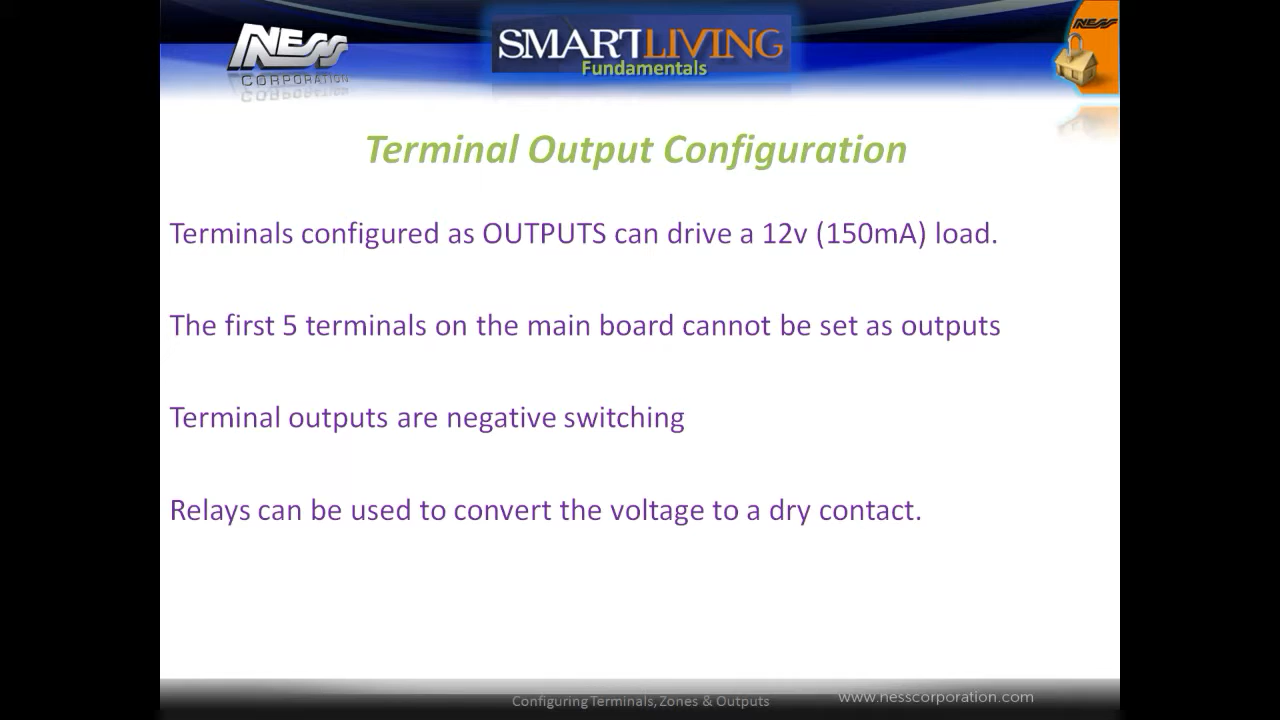 NESS
CORPORATION
SMARTLIVING
Fundamentals
NESS
Terminal Output Configuration
Terminals configured as OUTPUTS can drive a 12v (150mA) load.
The first 5 terminals on the main board cannot be set as outputs
Terminal outputs are negative switching
Relays can be used to convert the voltage to a dry contact.
Configuring Terminals, Zones & Outputs
www.nesscorporation.com